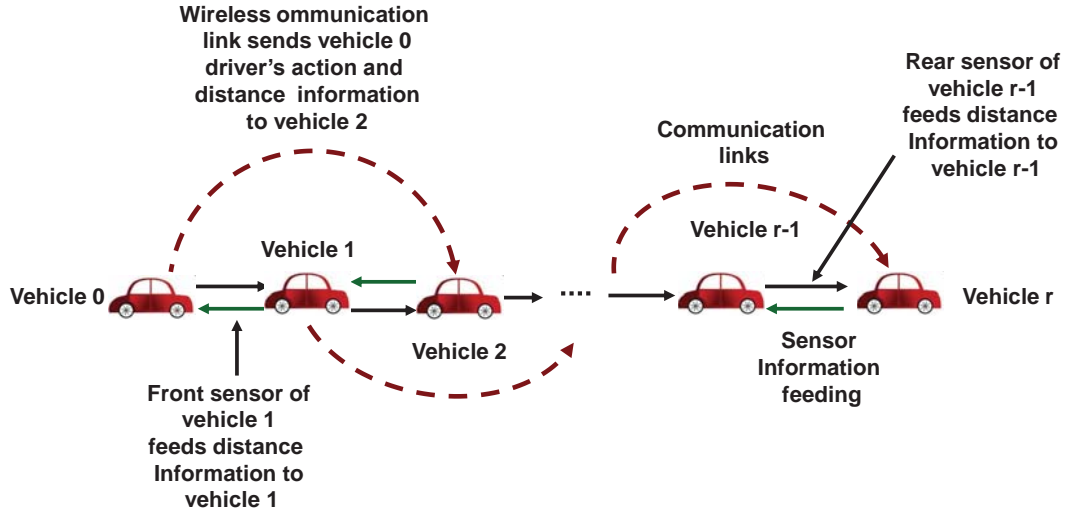 Wireless ommunication
link sends vehicle 0
driver's action and
distance information
to vehicle 2
Rear sensor of
vehicle r-1
feeds distance
Information to
vehicle r-1
Communication
links
Vehicle r-1
Vehicle 1
Vehicle 0
....
Vehicle r
Vehicle 2
Sensor
Information
feeding
Front sensor of
vehicle 1
feeds distance
Information to
vehicle 1